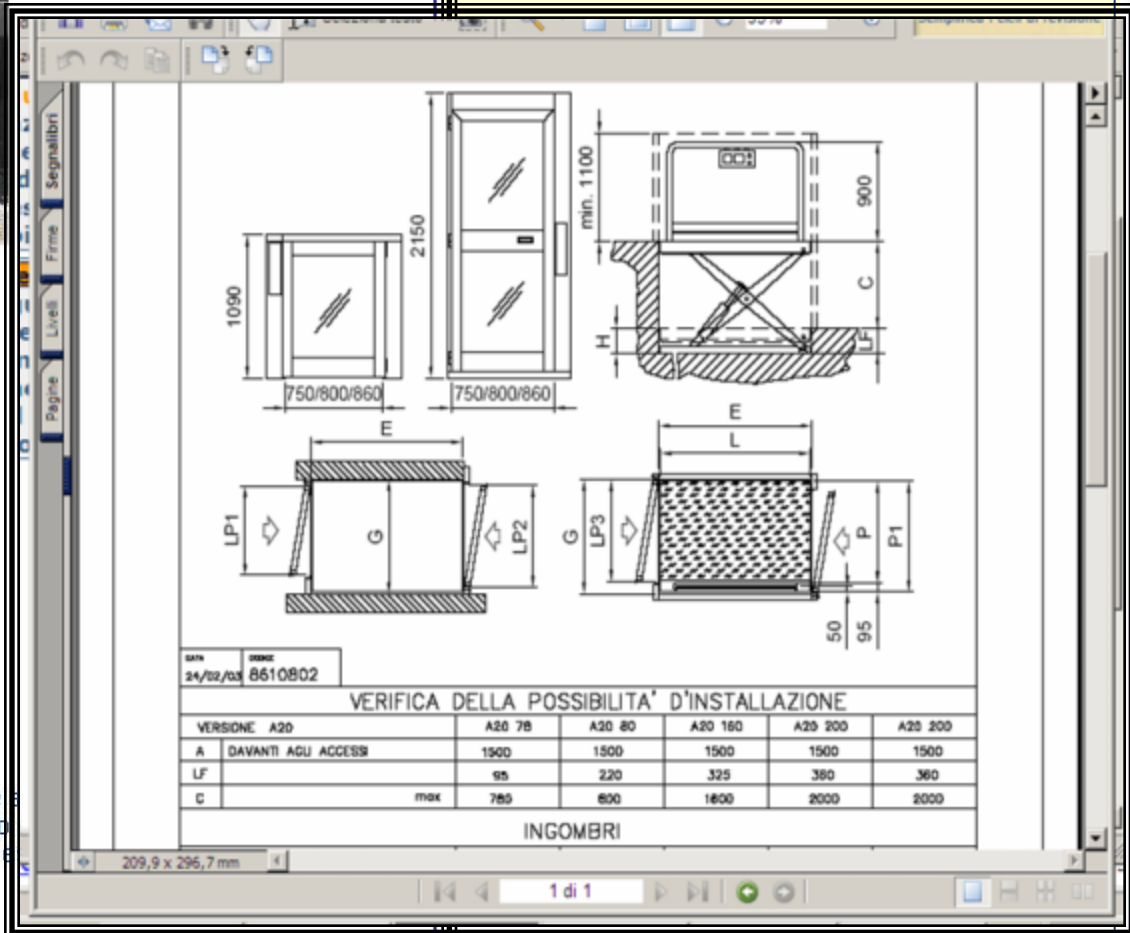 Segnalibri
Firme
Livelli
Pagine
2150
min. 1100
900
1090
C
H
LF
750/800/860
750/800/860
E
E
L
LP1
G
LP2
G
LP3
P
P1
50
95
DATA
CODICE
24/02/03
8610802
VERIFICA DELLA POSSIBILITA' D'INSTALLAZIONE
VERSIONE A20 A20 78 A20 80 A20 160 A20 200 A20 200
A DAVANTI AGLI ACCESSI 1500 1500 1500 1500 1500
LF 95 220 325 360 360
C max 780 800 1600 2000 2000
INGOMBRI
209,9 x 296,7 mm
1 di 1